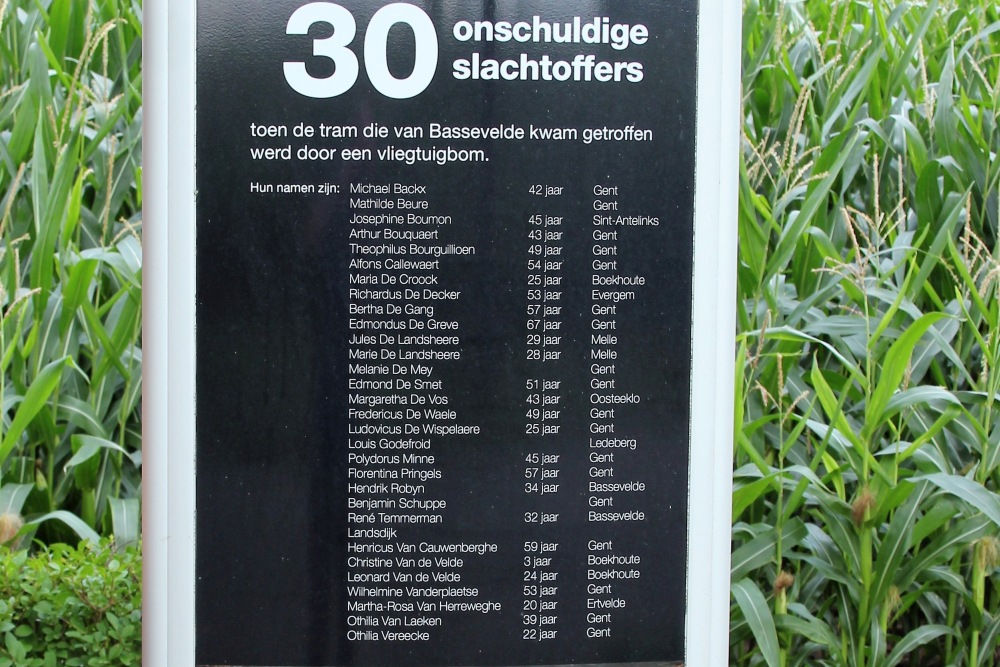 30 onschuldige
slachtoffers
toen de tram die van Bassevelde kwam getroffen
werd door een vliegtuigbom.
Hun namen zijn: Michael Backx 42 jaar Gent
Mathilde Beure Gent
Josephine Boumon 45 jaar Sint-Antelinks
Arthur Bouquaert 43 jaar Gent
Theophilus Bourguillioen 49 jaar Gent
Alfons Callewaert 54 jaar Gent
Maria De Croock 25 jaar Boekhoute
Richardus De Decker 53 jaar Evergem
Bertha De Gang 57 jaar Gent
Edmondus De Greve 67 jaar Gent
Jules De Landsheere 29 jaar Melle
Marie De Landsheere 28 jaar Melle
Melanie De Mey Gent
Edmond De Smet 51 jaar Gent
Margaretha De Vos 43 jaar Oosteeklo
Fredericus De Waele 49 jaar Gent
Ludovicus De Wispelaere 25 jaar Gent
Louis Godefroid Ledeberg
Polydorus Minne 45 jaar Gent
Florentina Pringels 57 jaar Gent
Hendrik Robyn 34 jaar Bassevelde
Benjamin Schuppe Gent
René Temmerman 32 jaar Bassevelde
Landsdijk
Henricus Van Cauwenberghe 59 jaar Gent
Christine Van de Velde 3 jaar Boekhoute
Leonard Van de Velde 24 jaar Boekhoute
Wilhelmine Vanderplaetse 53 jaar Gent
Martha-Rosa Van Herreweghe 20 jaar Ertvelde
Othilia Van Laeken 39 jaar Gent
Othilia Vereecke 22 jaar Gent